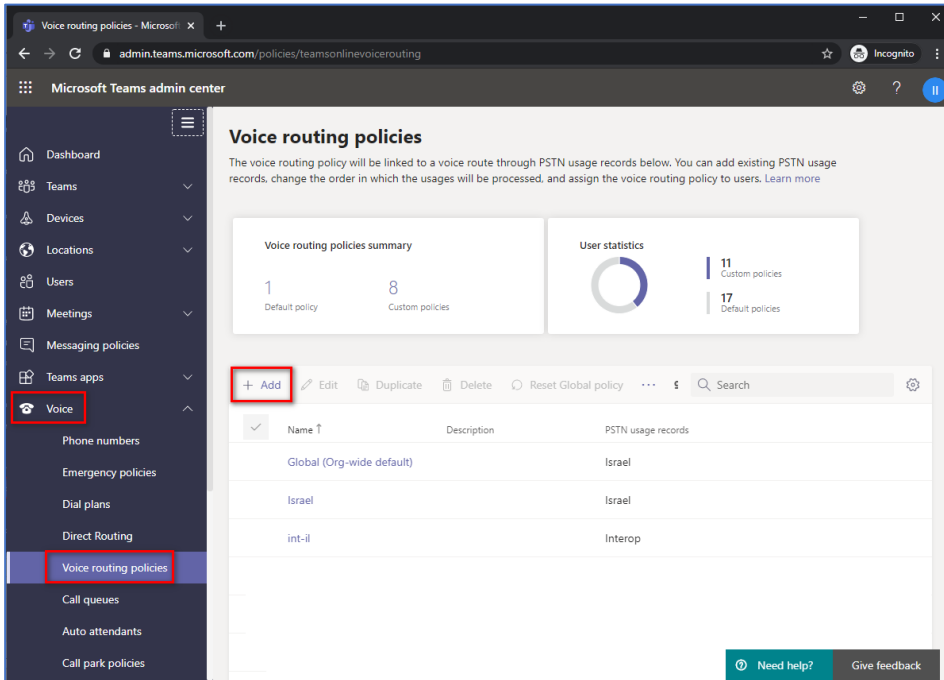 Voice routing policies - Microsoft
admin.teams.microsoft.com/policies/teamsonlinevoicerouting
Incognito
Microsoft Teams admin center
?
II
Dashboard
Teams
Devices
Locations
Users
Meetings
Messaging policies
Teams apps
Voice
Phone numbers
Emergency policies
Dial plans
Direct Routing
Voice routing policies
Call queues
Auto attendants
Call park policies
Voice routing policies
The voice routing policy will be linked to a voice route through PSTN usage records below. You can add existing PSTN usage
records, change the order in which the usages will be processed, and assign the voice routing policy to users. Learn more
Voice routing policies summary
1
Default policy
8
Custom policies
User statistics
11
Custom policies
17
Default policies
+ Add
Edit
Duplicate
Delete
Reset Global policy
...
Search
Name ↑
Description
PSTN usage records
Global (Org-wide default)
Israel
Israel
Israel
int-il
Interop
Need help?
Give feedback